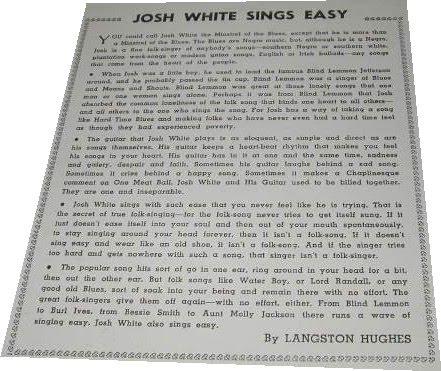 JOSH WHITE SINGS EASY
YOU could call Josh White the Minstrel of the Blues, except that he is more than
a Minstrel of the Blues. The Blues are Negro music, but, although he is a Negro,
Josh is a fine folk-singer of anybody's songs—southern Negro or southern white,
plantation work-songs or modern union songs, English or Irish ballads—any songs
that come from the heart of the people.
• When Josh was a little boy, he used to lead the famous Blind Lemmon Jefferson
around, and he probably passed the tin cup. Blind Lemmon was a singer of Blues
and Moans and Shouts. Blind Lemmon was great at those lonely songs that one
man or one woman sings alone. Perhaps it was from Blind Lemmon that Josh
absorbed the common loneliness of the folk song that binds one heart to all others—
and all others to the one who sings the song. For Josh has a way of taking a song
like Hard Time Blues and making folks who have never even had a hard time feel
as though they had experienced poverty.
• The guitar that Josh White plays is as eloquent, as simple and direct as are
his songs themselves. His guitar keeps a heart-beat rhythm that makes you feel
his songs in your heart. His guitar has in it at one and the same time, sadness
and gaiety, despair and faith. Sometimes his guitar laughs behind a sad song.
Sometimes it cries behind a happy song. Sometimes it makes a Chaplinesque
comment on One Meat Ball. Josh White and His Guitar used to be billed together.
They are one and inseparable.
• Josh White sings with such ease that you never feel like he is trying. That is
the secret of true folk-singing—for the folk-song never tries to get itself sung. If it
just doesn't ease itself into your soul and then out of your mouth spontaneously,
to stay singing around your head forever, then it isn't a folk-song. If it doesn't
sing easy and wear like an old shoe, it isn't a folk-song. And if the singer tries
too hard and gets nowhere with such a song, that singer isn't a folk-singer.
• The popular song hits sort of go in one ear, ring around in your head for a bit,
then out the other ear. But folk songs like Water Boy, or Lord Randall, or any
good old Blues, sort of soak into your being and remain there with no effort. The
great folk-singers give them off again—with no effort, either. From Blind Lemmon
to Burl Ives, from Bessie Smith to Aunt Molly Jackson there runs a wave of
singing easy. Josh White also sings easy.
By LANGSTON HUGHES